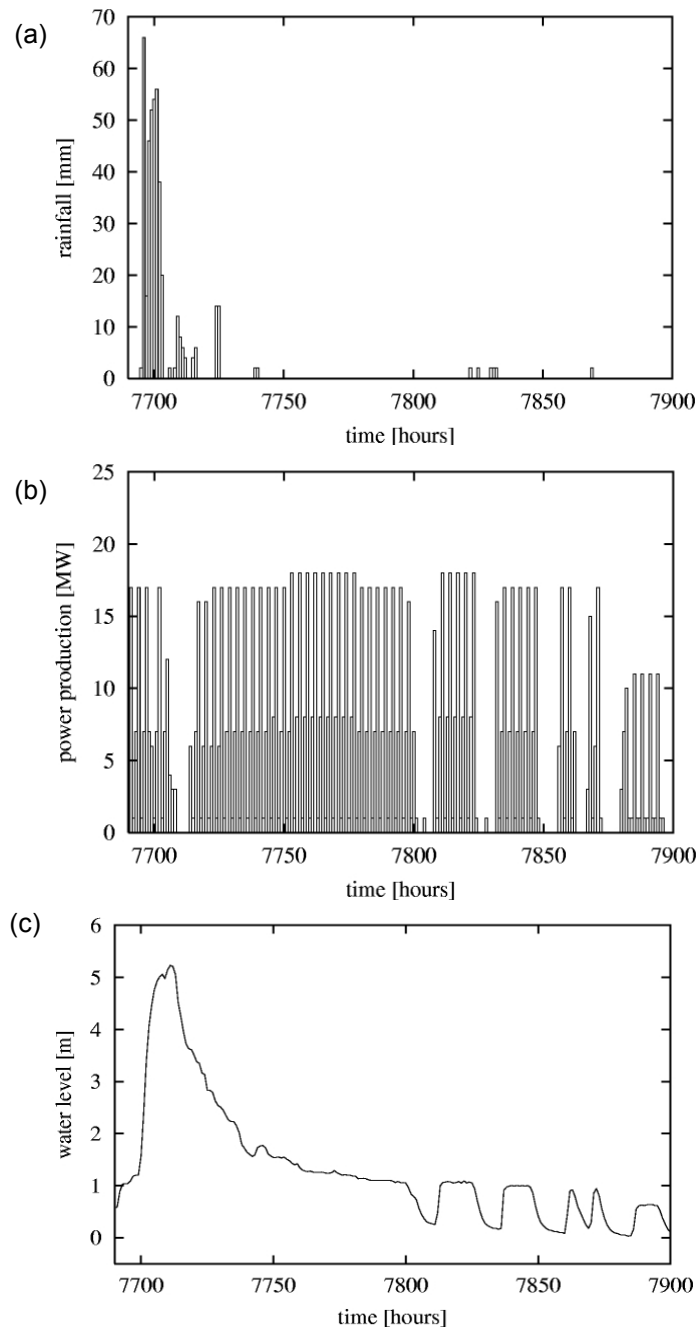 (a)
70
60
50
40
30
20
10
0
rainfall [mm]
7700 7750 7800 7850 7900
time [hours]
(b)
25
20
15
10
5
0
power production [MW]
7700 7750 7800 7850 7900
time [hours]
(c)
6
5
4
3
2
1
0
water level [m]
7700 7750 7800 7850 7900
time [hours]